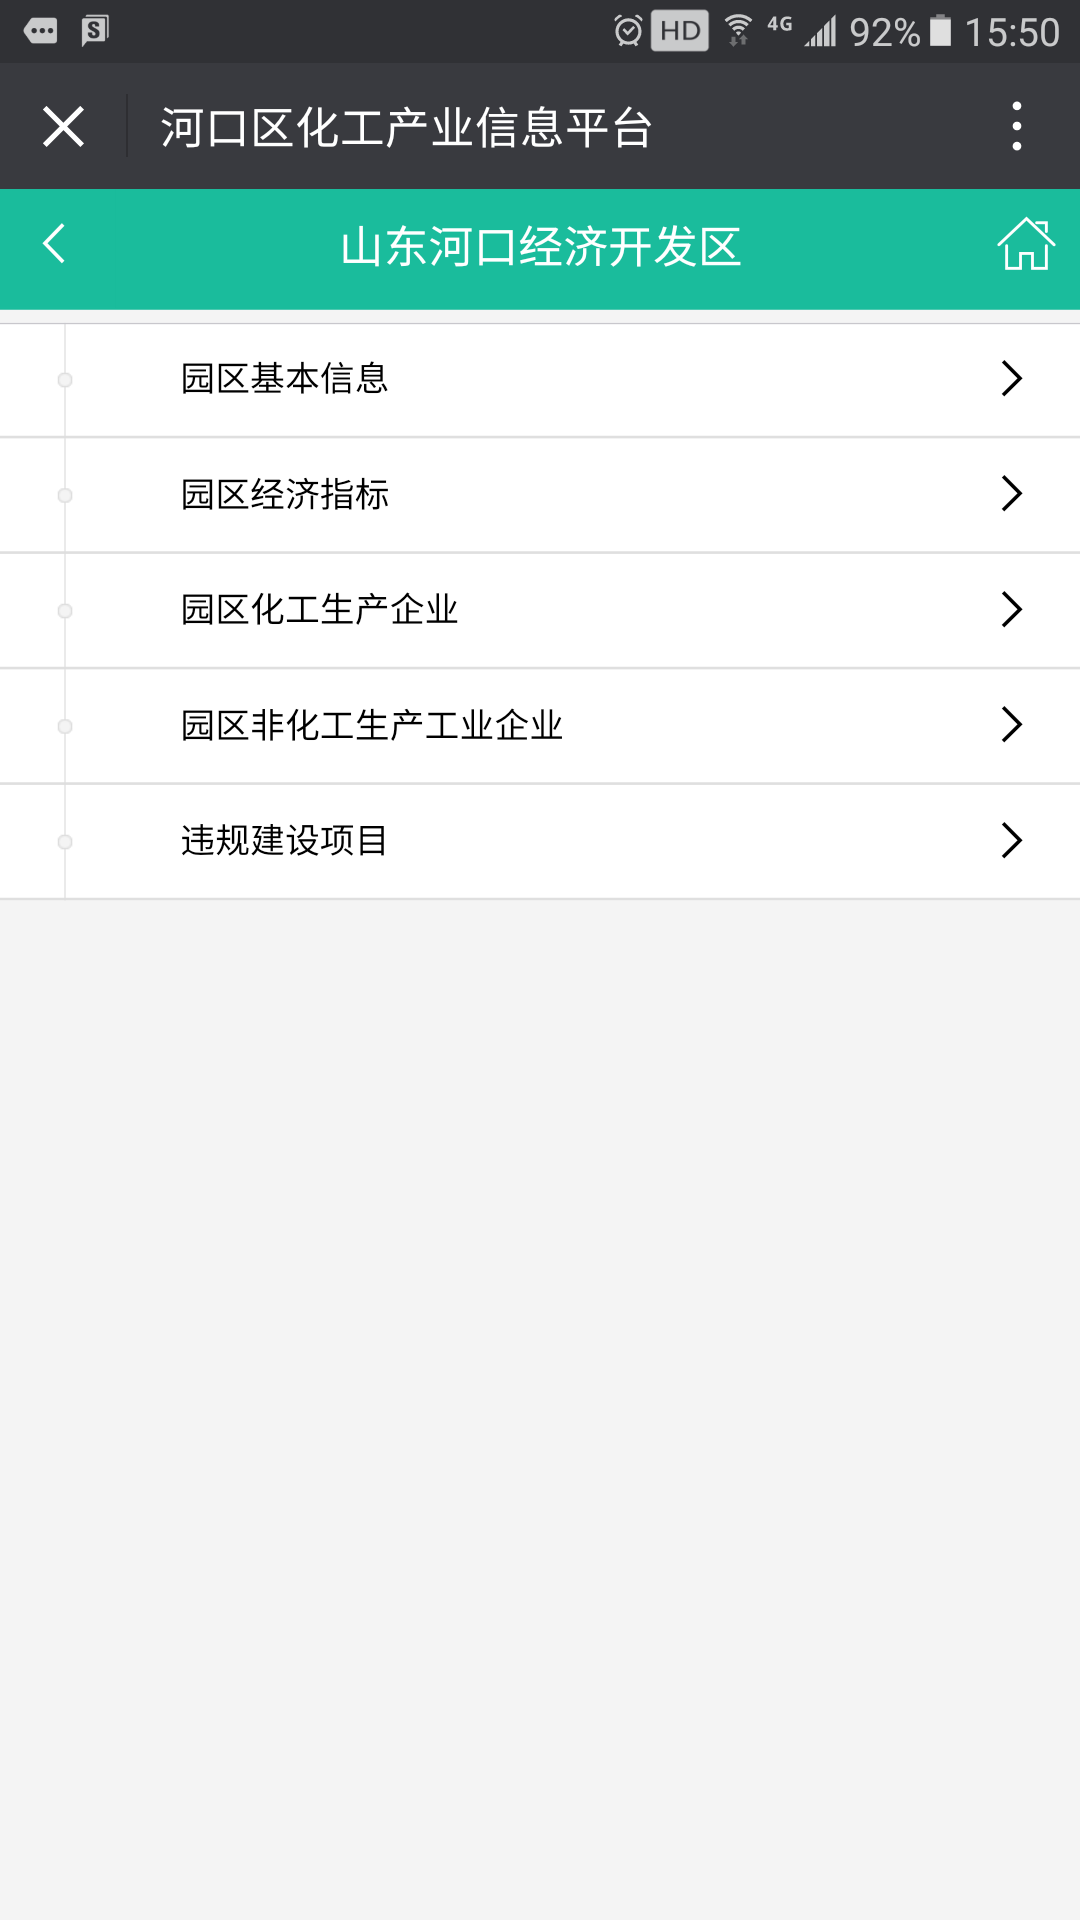 HD 4G 92% 15:50
河口区化工产业信息平台
山东河口经济开发区
园区基本信息
园区经济指标
园区化工生产企业
园区非化工生产工业企业
违规建设项目